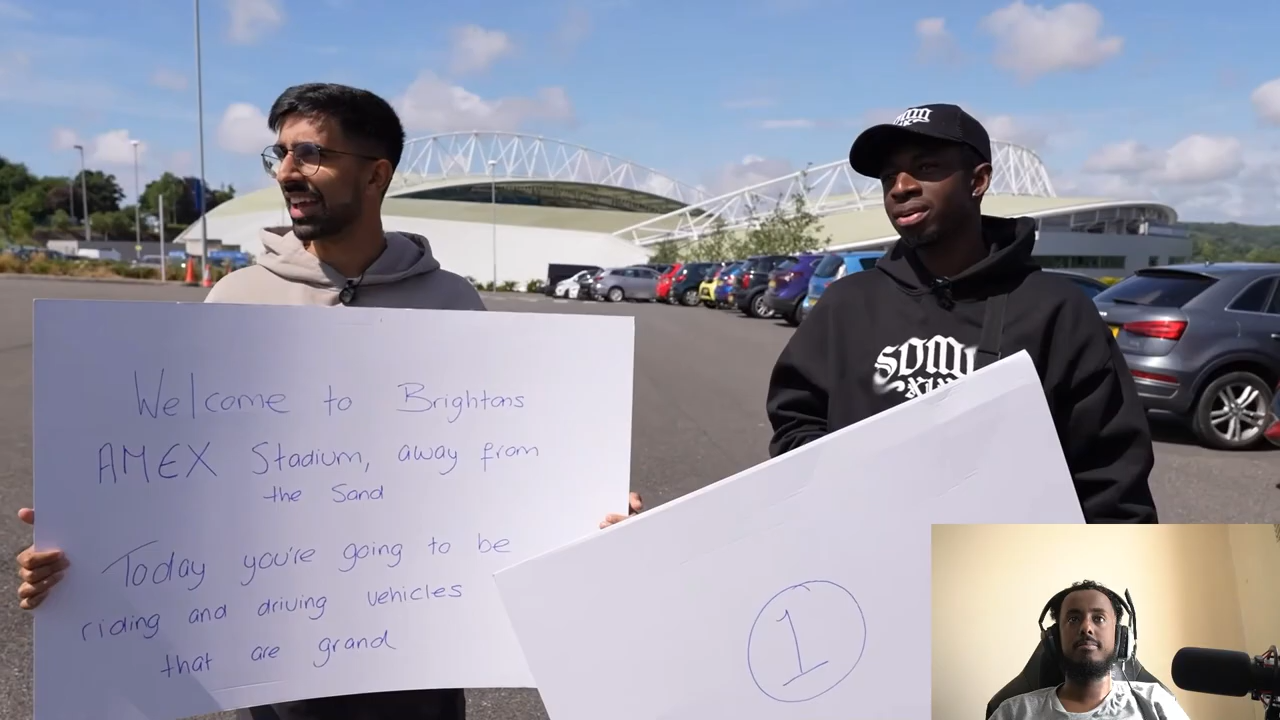 Welcome to Brightons
AMEX Stadium, away from
the Sand
Today you're going to be
riding and driving vehicles
that are grand
1